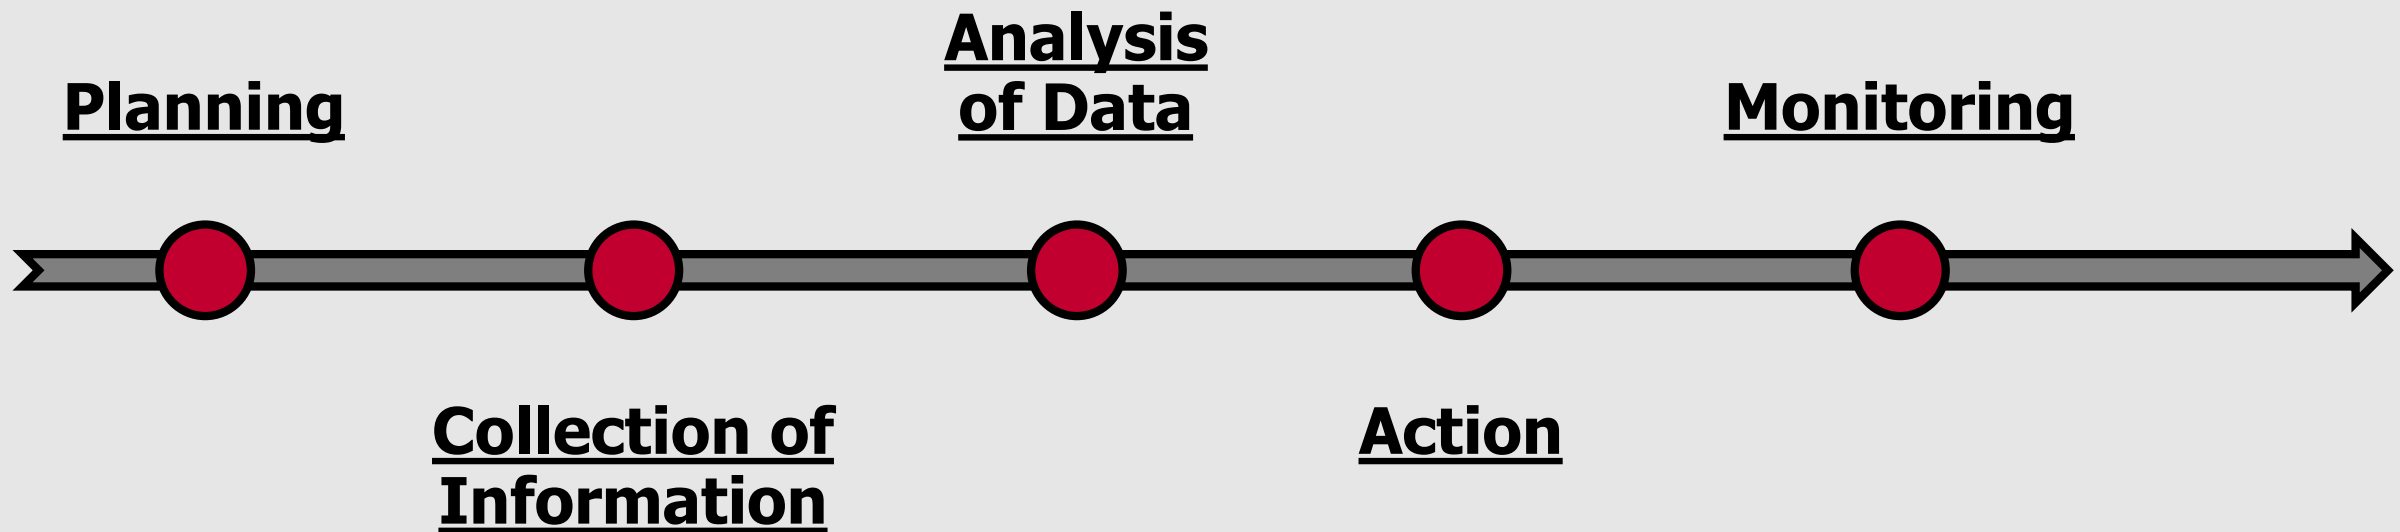 Planning
Collection of
Information
Analysis
of Data
Action
Monitoring